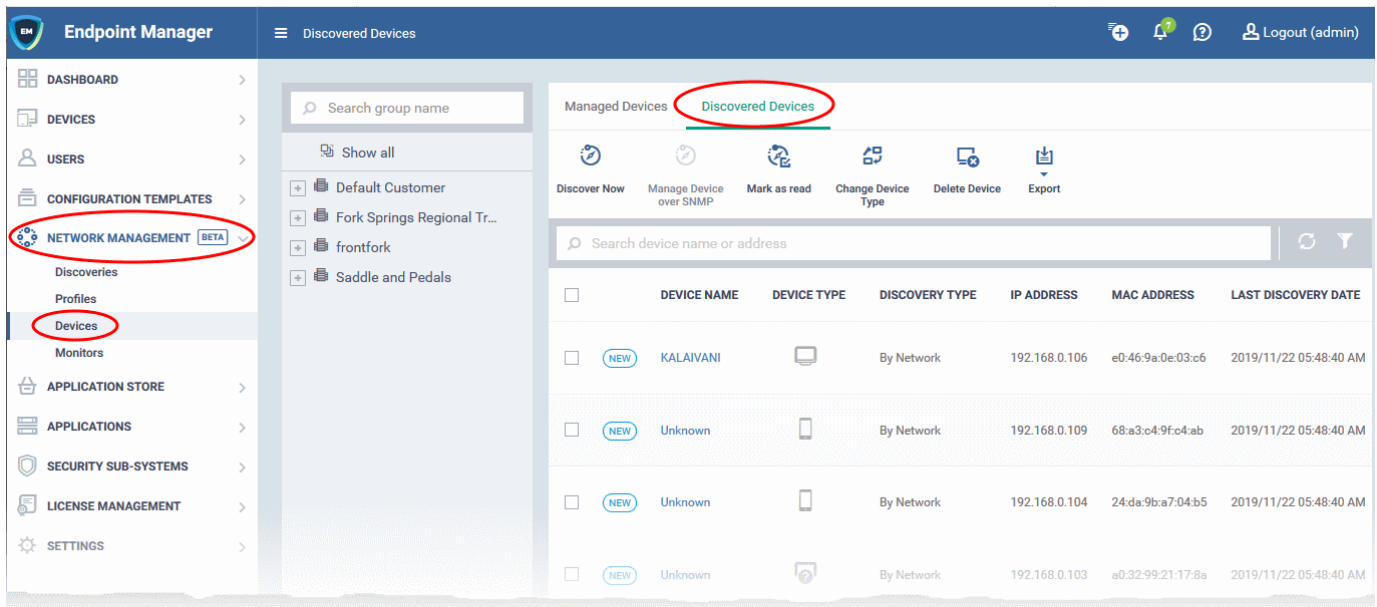 EM Endpoint Manager
Discovered Devices
7
Logout (admin)
DASHBOARD
DEVICES
USERS
CONFIGURATION TEMPLATES
NETWORK MANAGEMENT BETA
Discoveries
Profiles
Devices
Monitors
APPLICATION STORE
APPLICATIONS
SECURITY SUB-SYSTEMS
LICENSE MANAGEMENT
SETTINGS
Search group name
Show all
Default Customer
Fork Springs Regional Tr...
frontfork
Saddle and Pedals
Managed Devices Discovered Devices
Discover Now
Manage Device
over SNMP
Mark as read
Change Device
Type
Delete Device
Export
Search device name or address
DEVICE NAME DEVICE TYPE DISCOVERY TYPE IP ADDRESS MAC ADDRESS LAST DISCOVERY DATE
NEW KALAIVANI By Network 192.168.0.106 e0:46:9a:0e:03:c6 2019/11/22 05:48:40 AM
NEW Unknown By Network 192.168.0.109 68:a3:c4:9f:c4:ab 2019/11/22 05:48:40 AM
NEW Unknown By Network 192.168.0.104 24:da:9b:a7:04:b5 2019/11/22 05:48:40 AM
NEW Unknown By Network 192.168.0.103 a0:32:99:21:17:8a 2019/11/22 05:48:40 AM